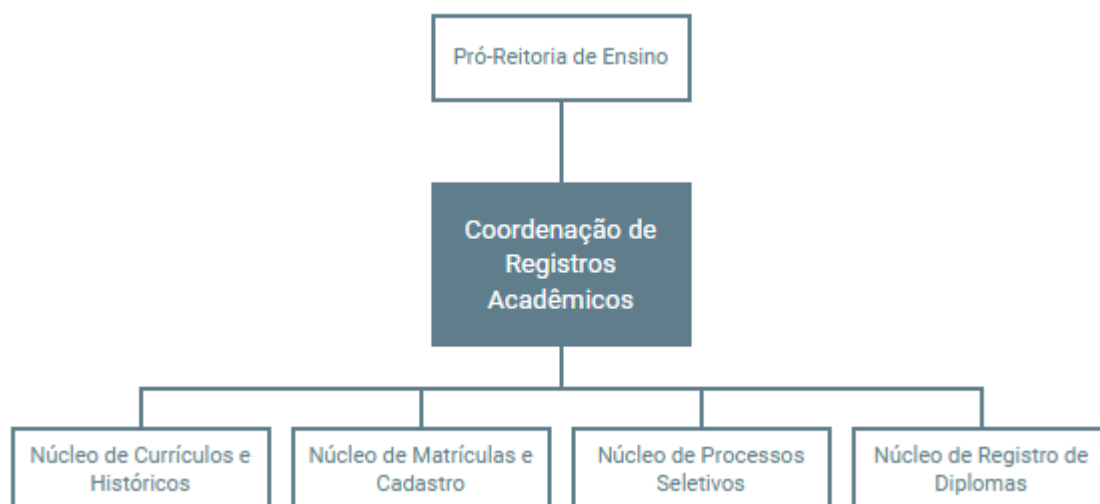 Pró-Reitoria de Ensino
Coordenação de
Registros
Acadêmicos
Núcleo de Currículos e
Históricos
Núcleo de Matrículas e
Cadastro
Núcleo de Processos
Seletivos
Núcleo de Registro de
Diplomas